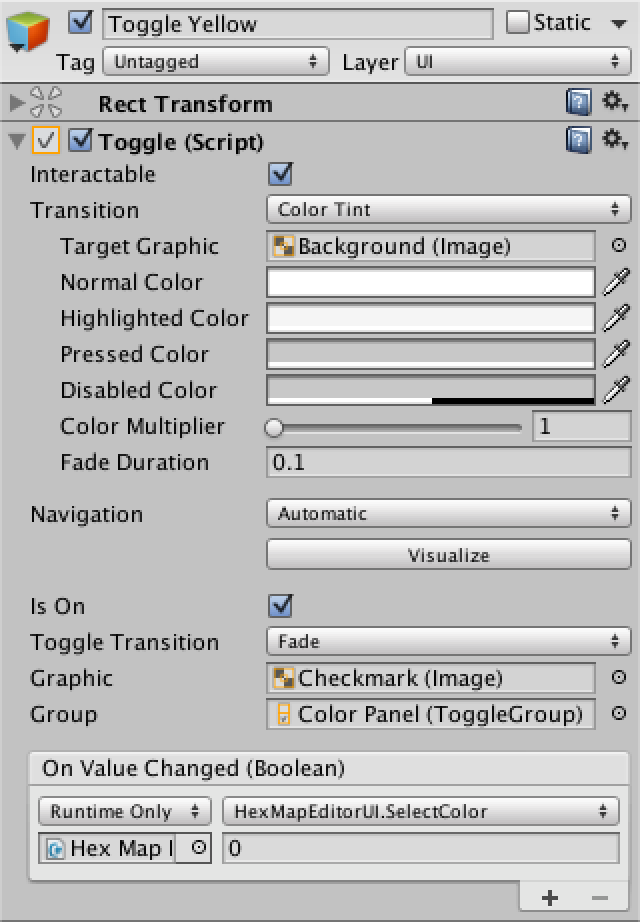 Toggle Yellow Static
Tag Untagged Layer UI
Rect Transform
Toggle (Script)
Interactable
Transition Color Tint
Target Graphic Background (Image)
Normal Color
Highlighted Color
Pressed Color
Disabled Color
Color Multiplier 1
Fade Duration 0.1
Navigation Automatic
Visualize
Is On
Toggle Transition Fade
Graphic Checkmark (Image)
Group Color Panel (ToggleGroup)
On Value Changed (Boolean)
Runtime Only HexMapEditorUI.SelectColor
Hex Map 0